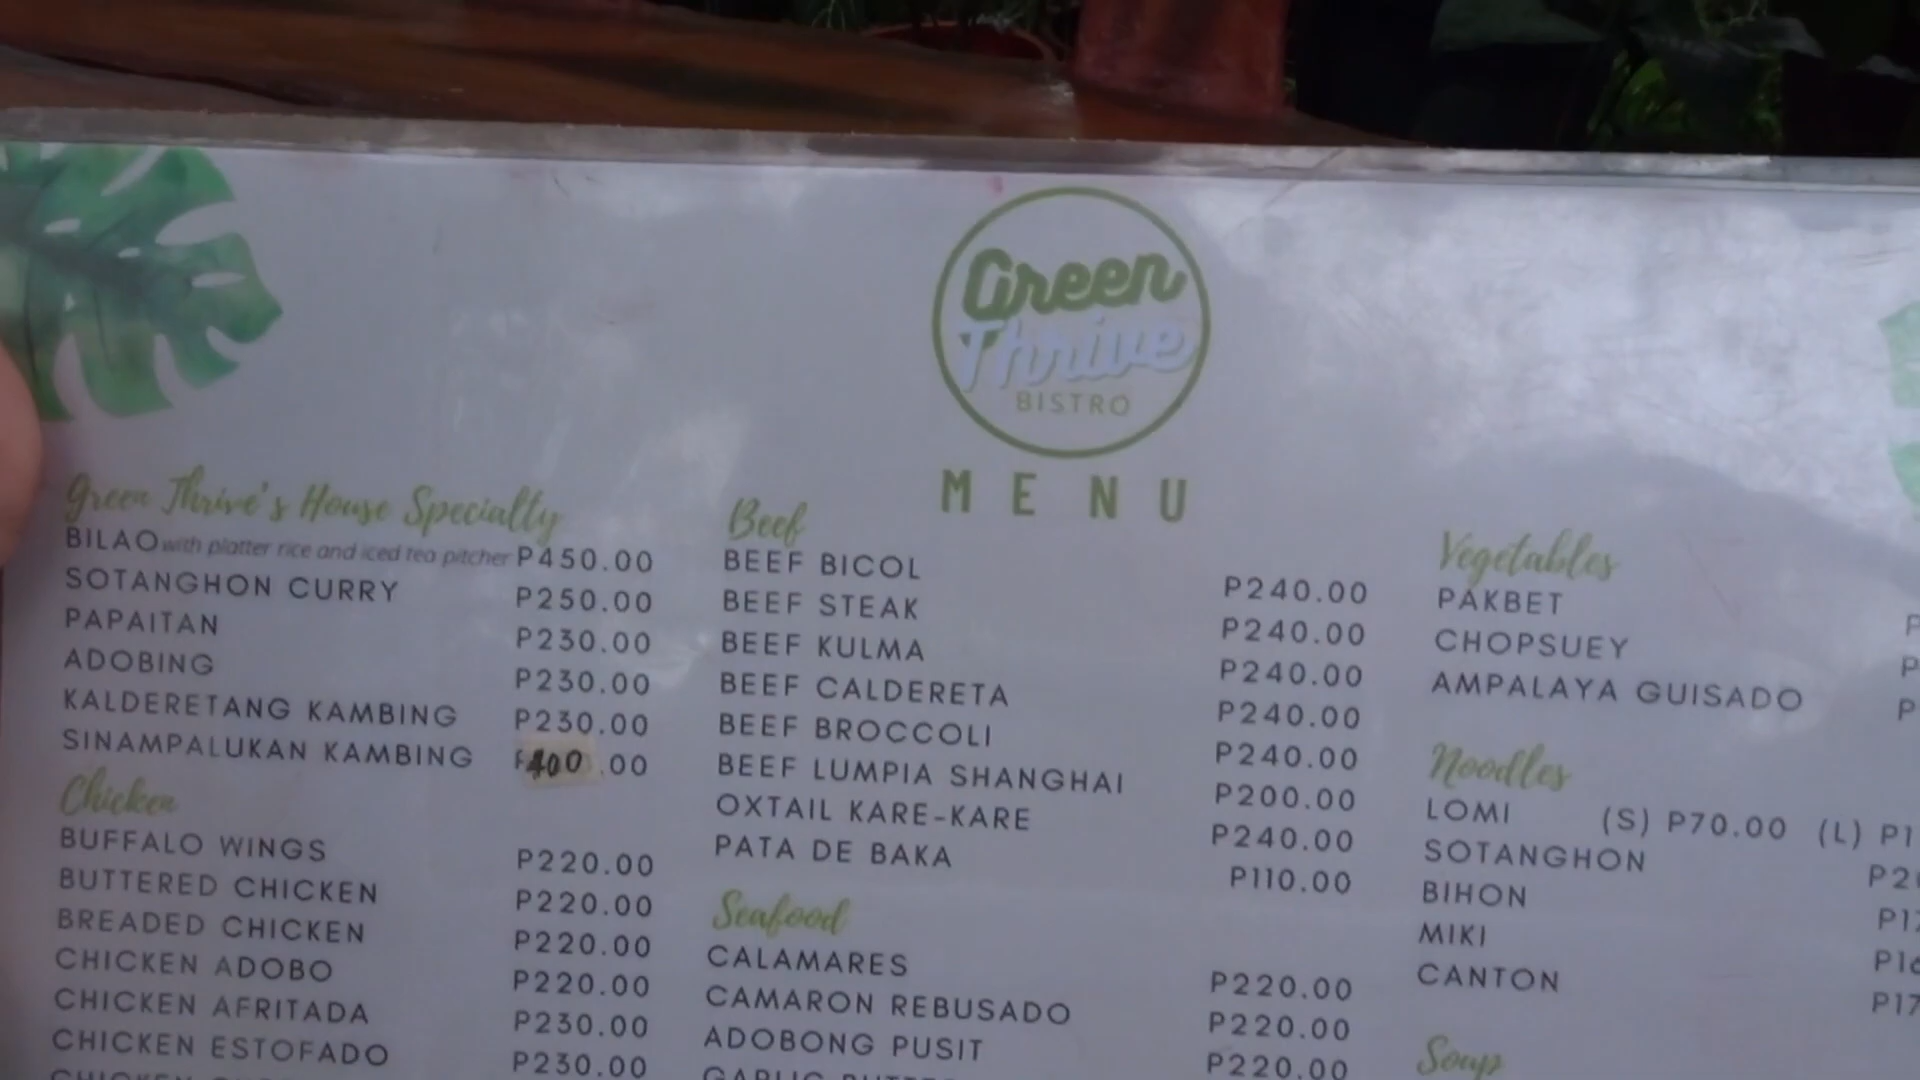 Green
Thrive
BISTRO
MENU
Green Thrive's House Specialty
BILAO with platter rice and iced tea pitcher P450.00
SOTANGHON CURRY P250.00
PAPAITAN P230.00
ADOBING P230.00
KALDERETANG KAMBING P230.00
SINAMPALUKAN KAMBING P400.00
Chicken
BUFFALO WINGS P220.00
BUTTERED CHICKEN P220.00
BREADED CHICKEN P220.00
CHICKEN ADOBO P220.00
CHICKEN AFRITADA P230.00
CHICKEN ESTOFADO P230.00
Beef
BEEF BICOL P240.00
BEEF STEAK P240.00
BEEF KULMA P240.00
BEEF CALDERETA P240.00
BEEF BROCCOLI P240.00
BEEF LUMPIA SHANGHAI P200.00
OXTAIL KARE-KARE P240.00
PATA DE BAKA P110.00
Seafood
CALAMARES P220.00
CAMARON REBUSADO P220.00
ADOBONG PUSIT P220.00
Vegetables
PAKBET P
CHOPSUEY P
AMPALAYA GUISADO P
Noodles
LOMI (S) P70.00 (L) P1
SOTANGHON P2
BIHON P17
MIKI P16
CANTON P17
Soup